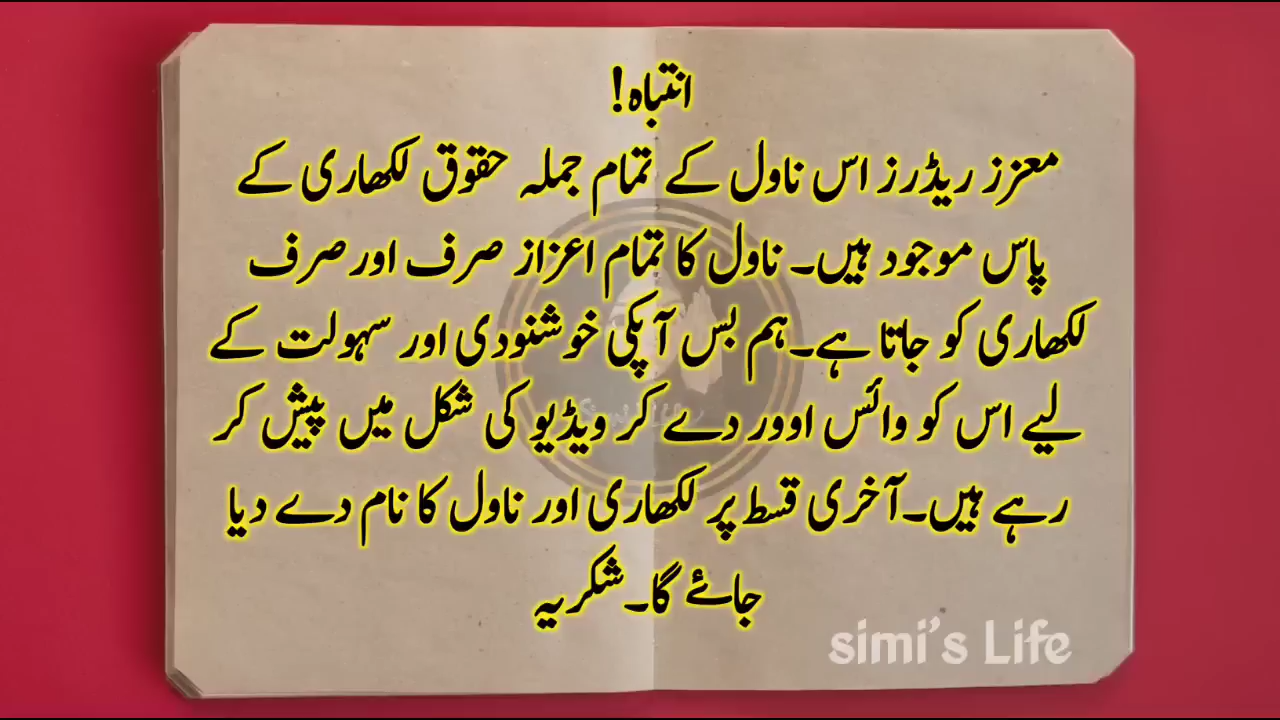 انتباہ!
معزز ریڈرز اس ناول کے تمام جملہ حقوق لکھاری کے
پاس موجود ہیں۔ ناول کا تمام اعزاز صرف اور صرف
لکھاری کو جاتا ہے۔ہم بس آپکی خوشنودی اور سہولت کے
لیے اس کو وائس اوور دے کر ویڈیو کی شکل میں پیش کر
رہے ہیں۔آخری قسط پر لکھاری اور ناول کا نام دے دیا
جائے گا۔شکریہ
simi's Life